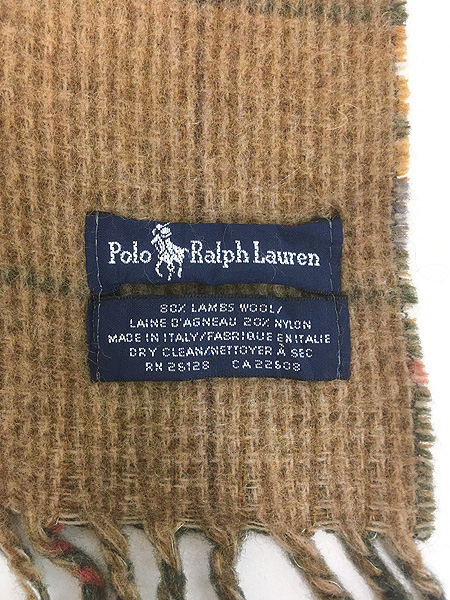 Polo Ralph Lauren
80% LAMBS WOOL/
LAINE D'AGNEAU 20% NYLON
MADE IN ITALY/FABRIQUE EN ITALIE
DRY CLEAN/NETTOYER À SEC
RN 26128 CA 22608